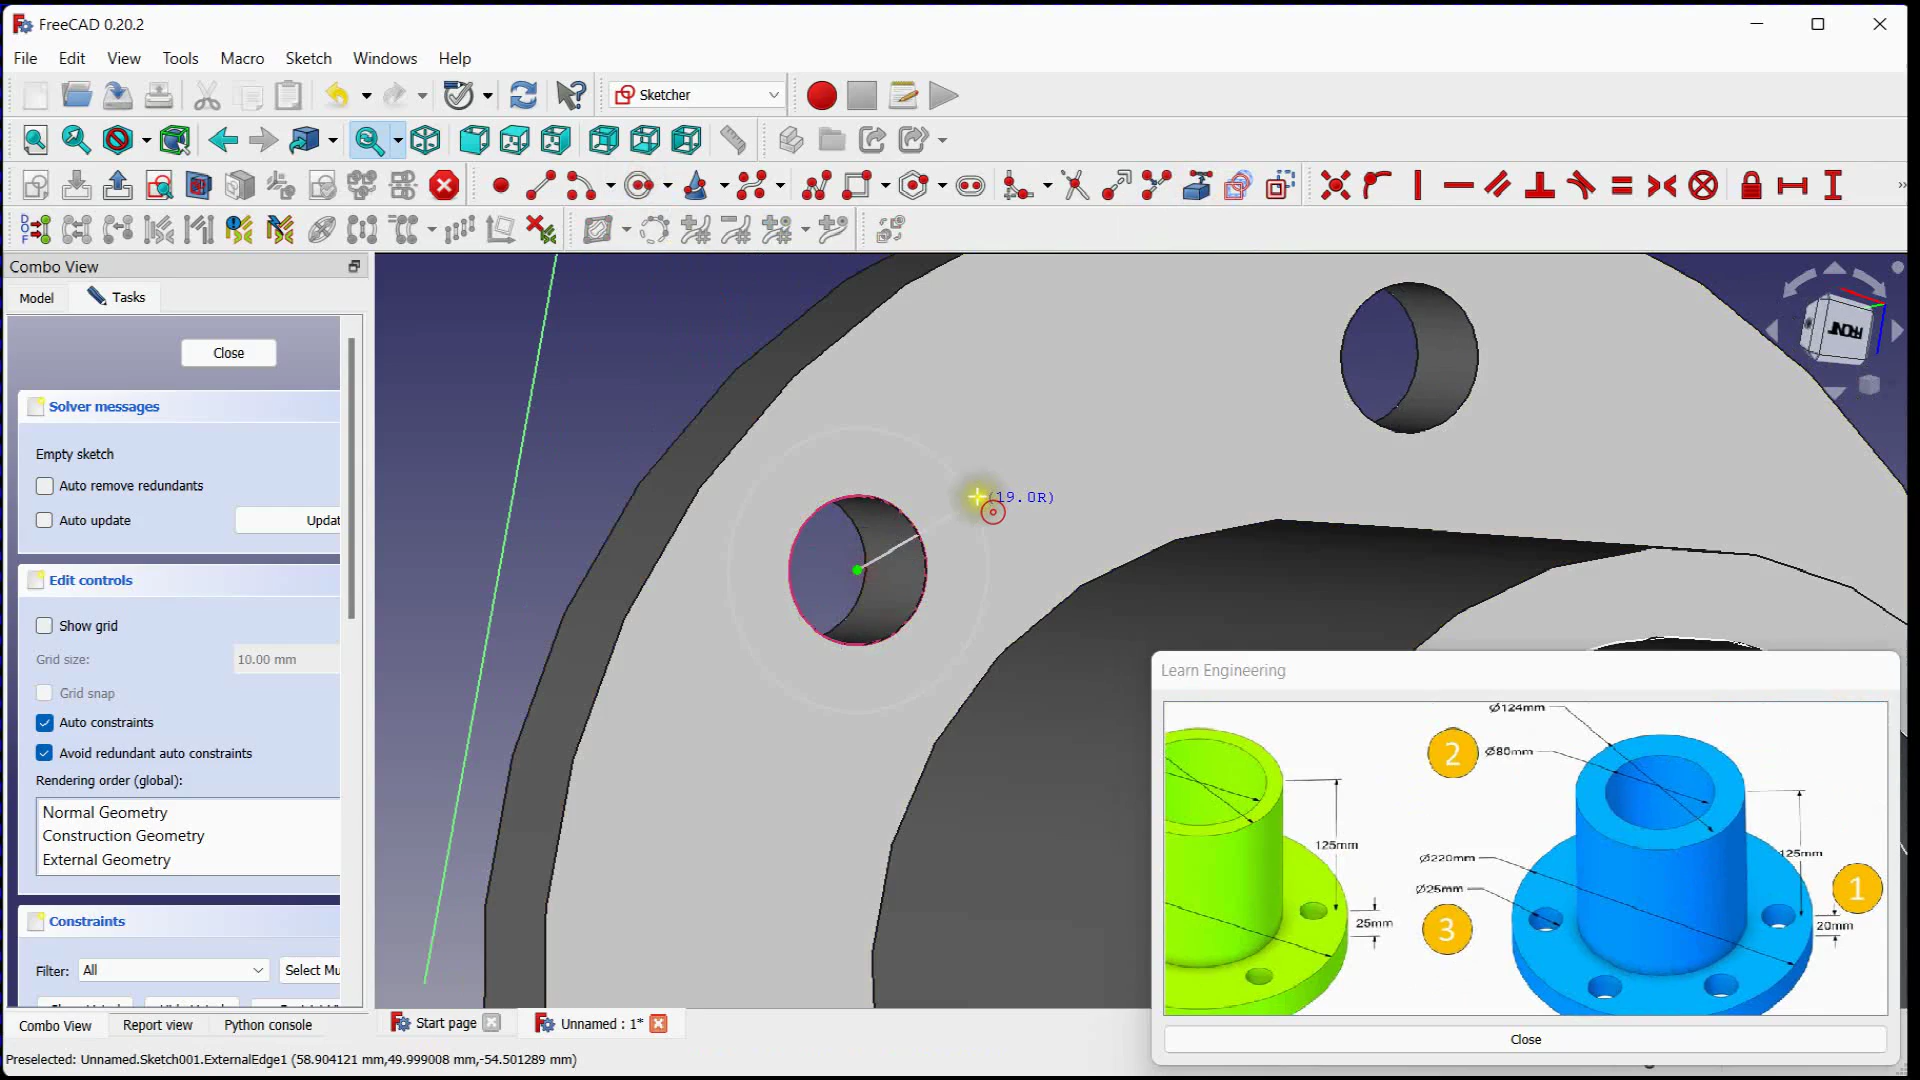 FreeCAD 0.20.2
File Edit View Tools Macro Sketch Windows Help
Sketcher
Combo View
Model Tasks
Close
Solver messages
Empty sketch
Auto remove redundants
Auto update Updat
Edit controls
Show grid
Grid size: 10.00 mm
Grid snap
Auto constraints
Avoid redundant auto constraints
Rendering order (global):
Normal Geometry
Construction Geometry
External Geometry
Constraints
Filter: All Select Mu
Combo View Report view Python console
Start page Unnamed : 1*
Preselected: Unnamed.Sketch001.ExternalEdge1 (58.904121 mm,49.999008 mm,-54.501289 mm)
(19.0R)
FRONT
Learn Engineering
Ø124mm
2 Ø80mm
125mm
Ø220mm
125mm
Ø25mm
1
3
25mm
20mm
Close